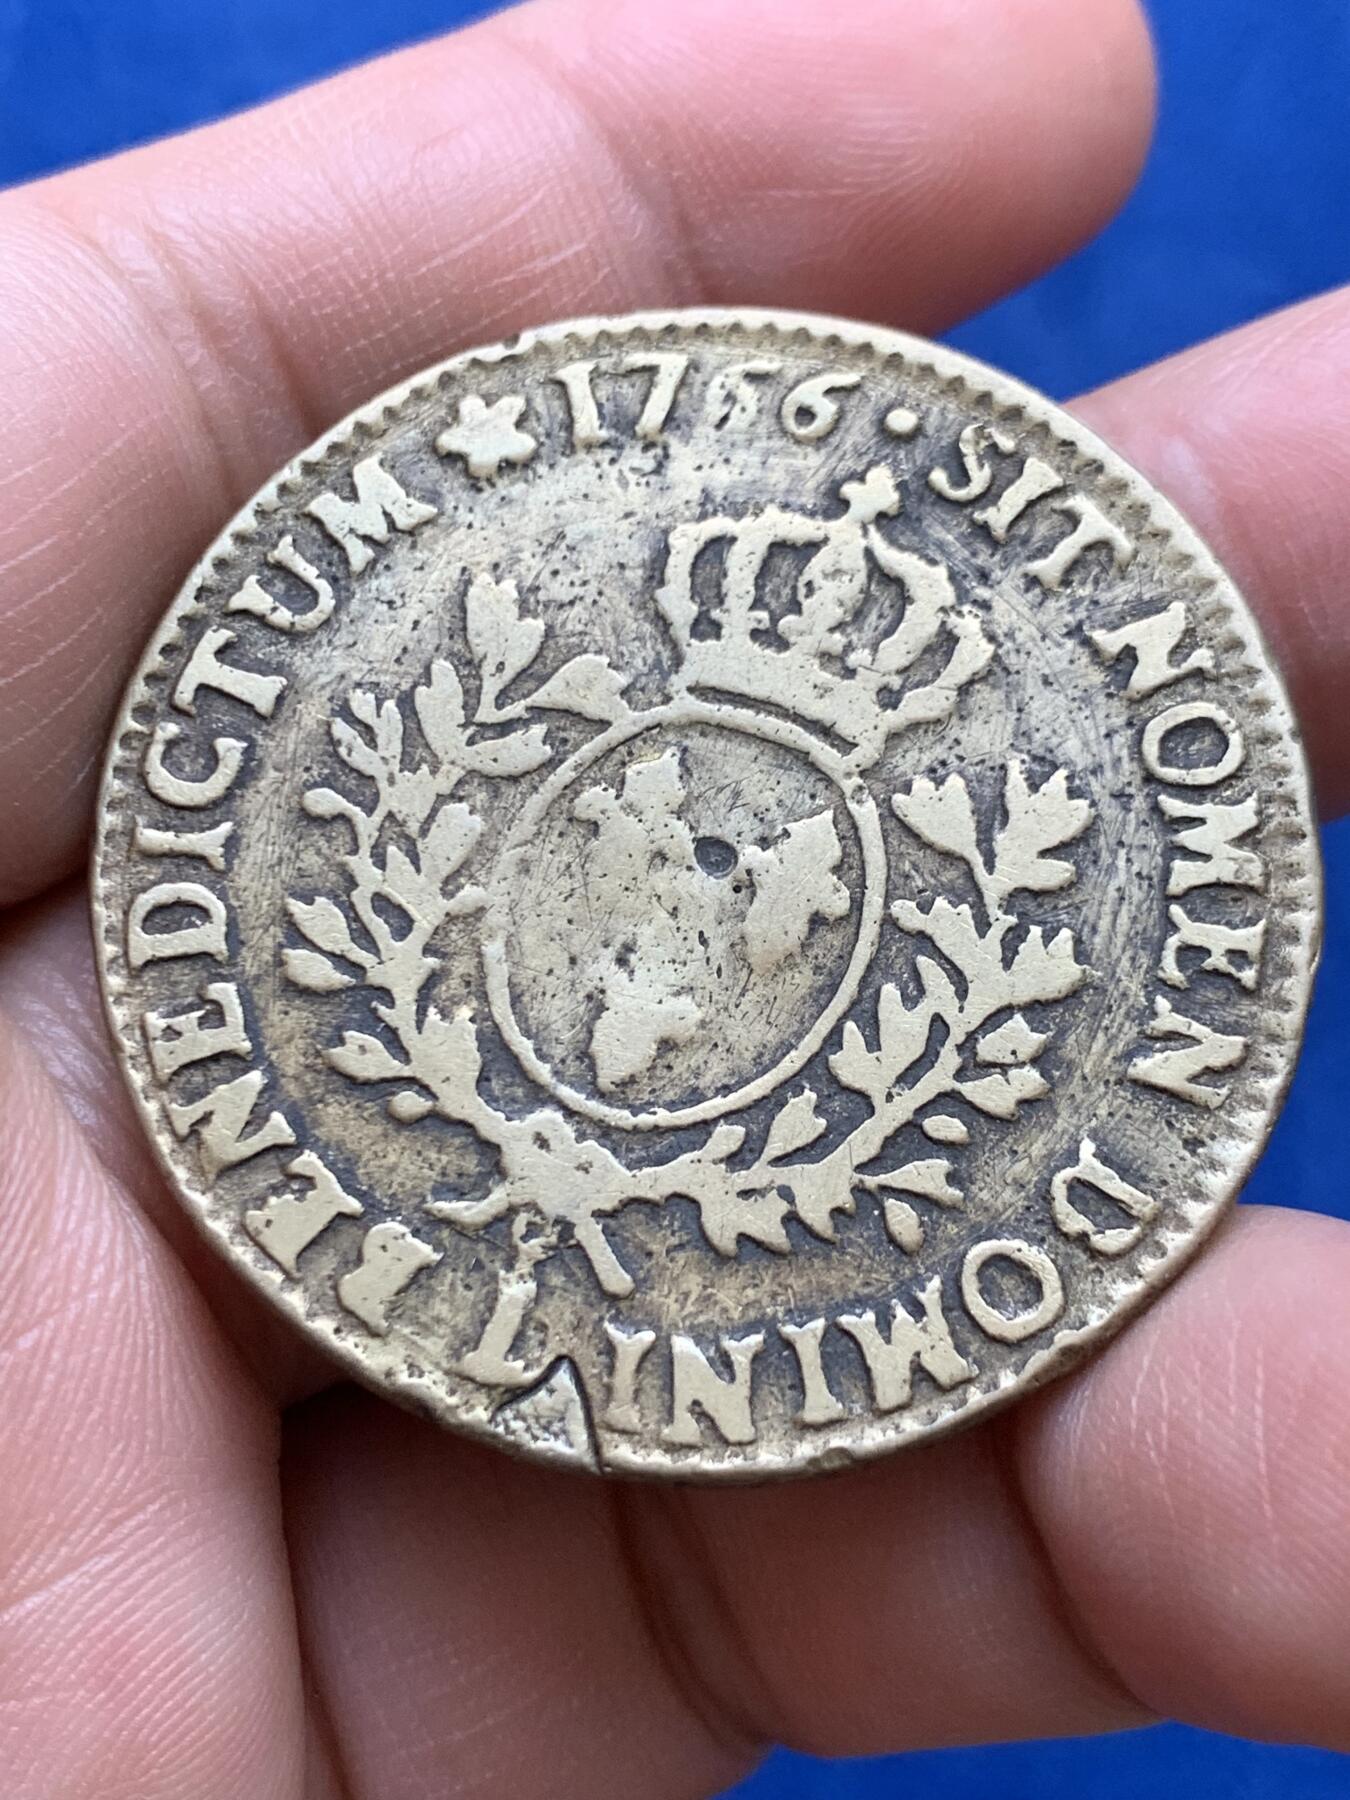 1756 · SIT NOMEN DOMINI
L BENEDICTUM